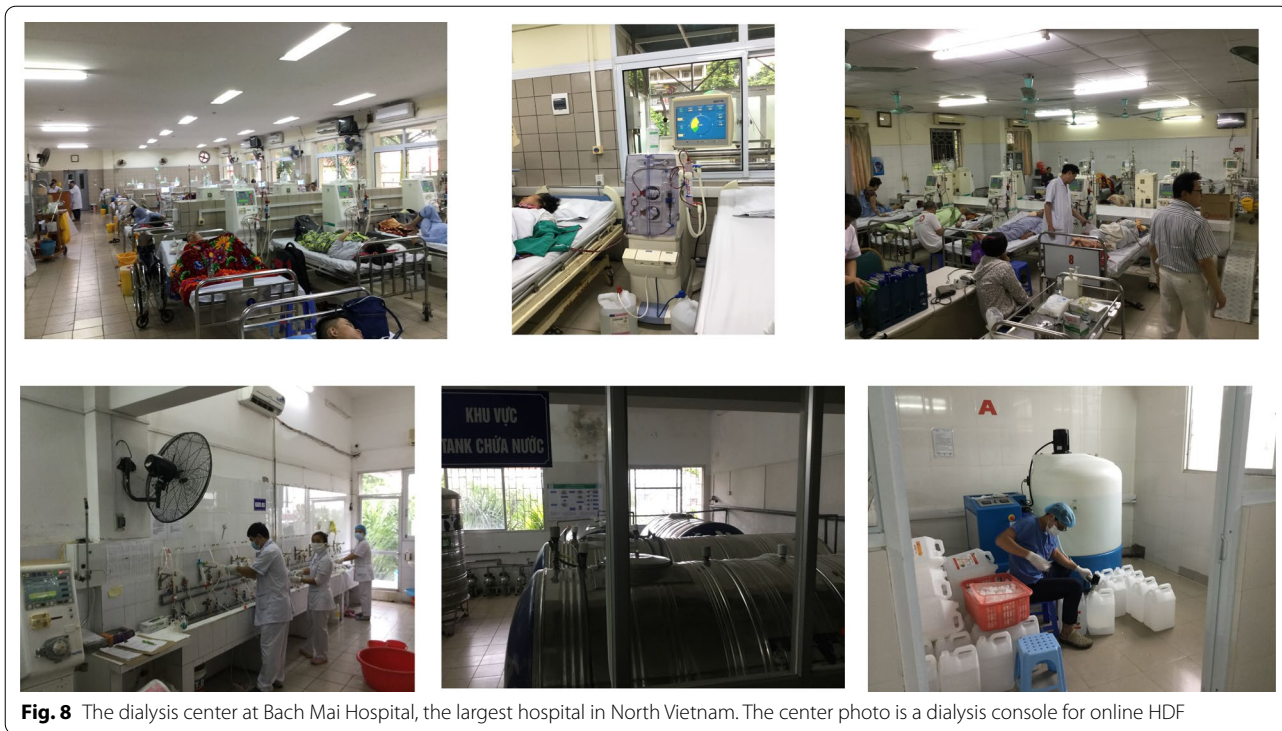 8
KHU VỰC
TANK CHỨA NƯỚC
A
Fig. 8 The dialysis center at Bach Mai Hospital, the largest hospital in North Vietnam. The center photo is a dialysis console for online HDF